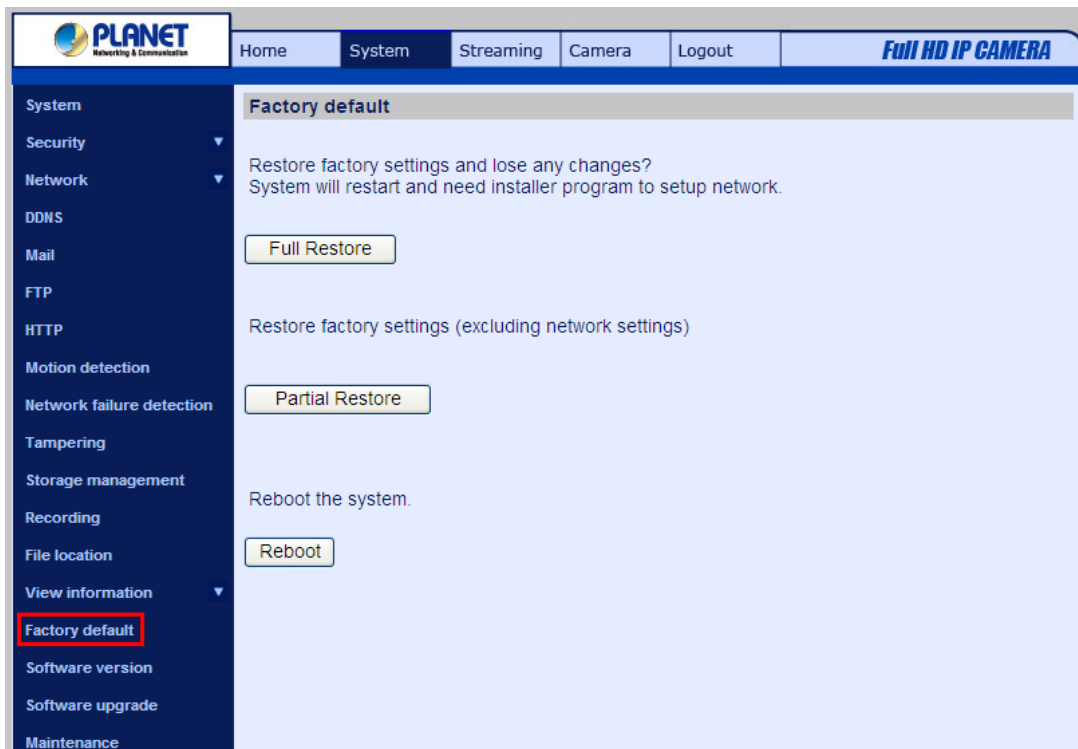 PLANET
Networking & Communication
Home System Streaming Camera Logout Full HD IP CAMERA
System
Security
Network
DDNS
Mail
FTP
HTTP
Motion detection
Network failure detection
Tampering
Storage management
Recording
File location
View information
Factory default
Software version
Software upgrade
Maintenance
Factory default
Restore factory settings and lose any changes?
System will restart and need installer program to setup network.
Full Restore
Restore factory settings (excluding network settings)
Partial Restore
Reboot the system.
Reboot